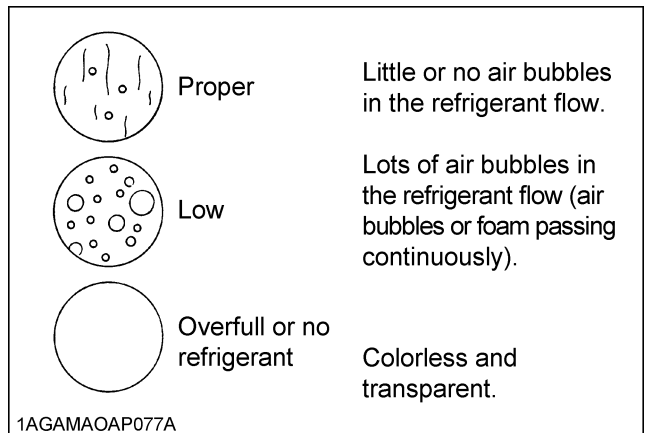 Proper
Little or no air bubbles
in the refrigerant flow.
Low
Lots of air bubbles in
the refrigerant flow (air
bubbles or foam passing
continuously).
Overfull or no
refrigerant
Colorless and
transparent.
1AGAMAOAP077A